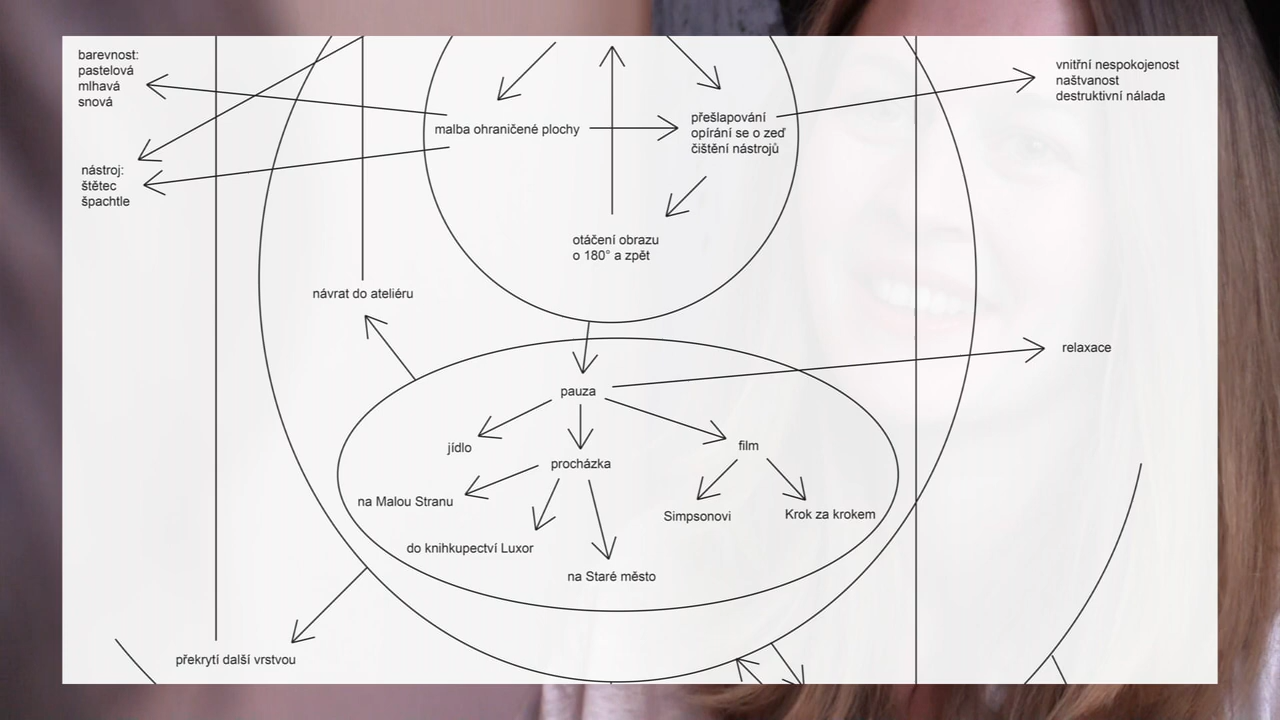 barevnost:
pastelová
mlhavá
snová
nástroj:
štětec
špachtle
malba ohraničené plochy
přešlapování
opírání se o zeď
čištění nástrojů
vnitřní nespokojenost
naštvanost
destruktivní nálada
otáčení obrazu
o 180° a zpět
návrat do ateliéru
relaxace
pauza
jídlo
procházka
film
na Malou Stranu
do knihkupectví Luxor
na Staré město
Simpsonovi
Krok za krokem
překrytí další vrstvou